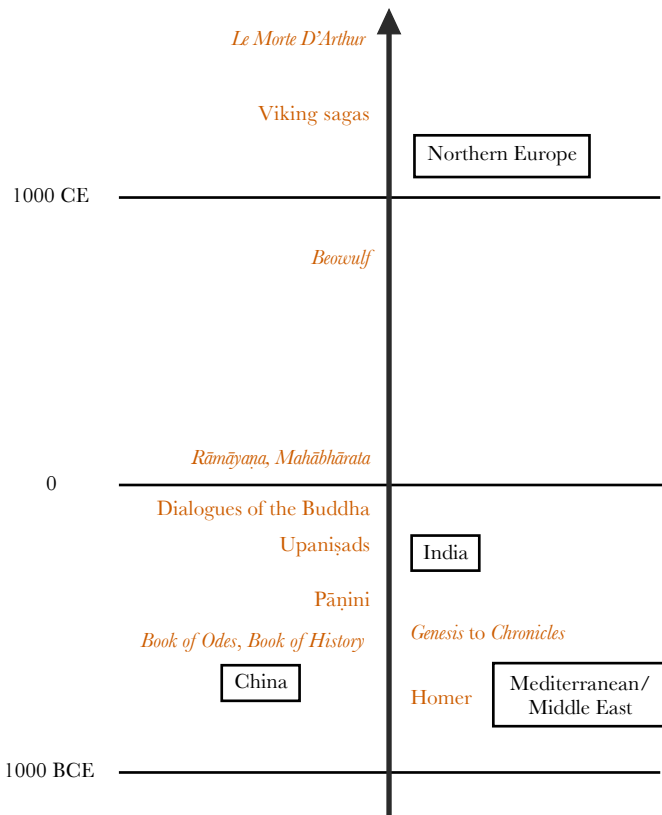 Le Morte D’Arthur
Viking sagas
Northern Europe
1000 CE
Beowulf
Rāmāyaṇa, Mahābhārata
0
Dialogues of the Buddha
Upaniṣads
India
Pāṇini
Book of Odes, Book of History
Genesis to Chronicles
China
Homer
Mediterranean/
Middle East
1000 BCE